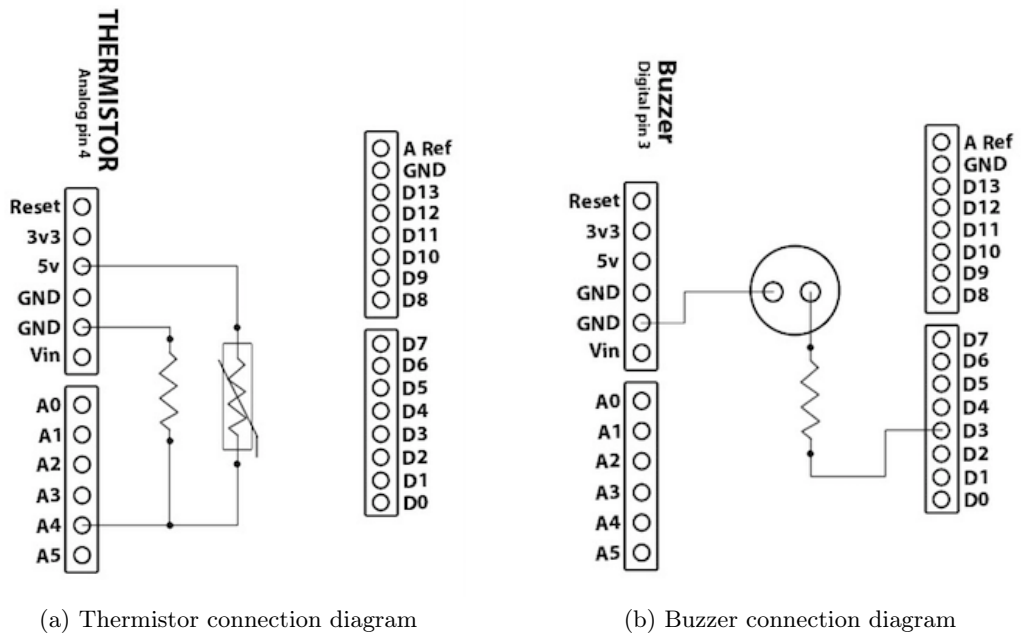 THERMISTOR
Analog pin 4
Reset
3v3
5v
GND
GND
Vin
A0
A1
A2
A3
A4
A5
A Ref
GND
D13
D12
D11
D10
D9
D8
D7
D6
D5
D4
D3
D2
D1
D0
(a) Thermistor connection diagram
Buzzer
Digital pin 3
Reset
3v3
5v
GND
GND
Vin
A0
A1
A2
A3
A4
A5
A Ref
GND
D13
D12
D11
D10
D9
D8
D7
D6
D5
D4
D3
D2
D1
D0
(b) Buzzer connection diagram